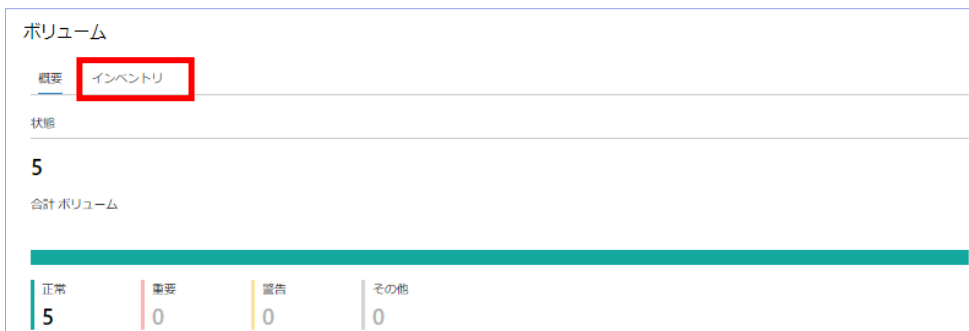 ボリューム
概要 インベントリ
状態
5
合計 ボリューム
正常 重要 警告 その他
5 0 0 0